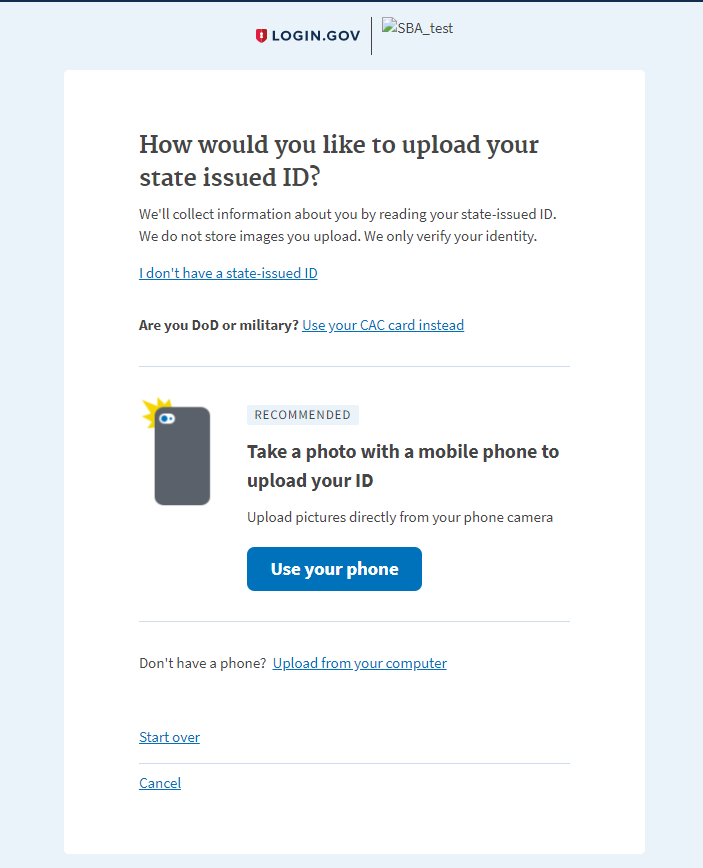 LOGIN.GOV
SBA_test
How would you like to upload your
state issued ID?
We'll collect information about you by reading your state-issued ID.
We do not store images you upload. We only verify your identity.
I don't have a state-issued ID
Are you DoD or military? Use your CAC card instead
RECOMMENDED
Take a photo with a mobile phone to
upload your ID
Upload pictures directly from your phone camera
Use your phone
Don't have a phone? Upload from your computer
Start over
Cancel